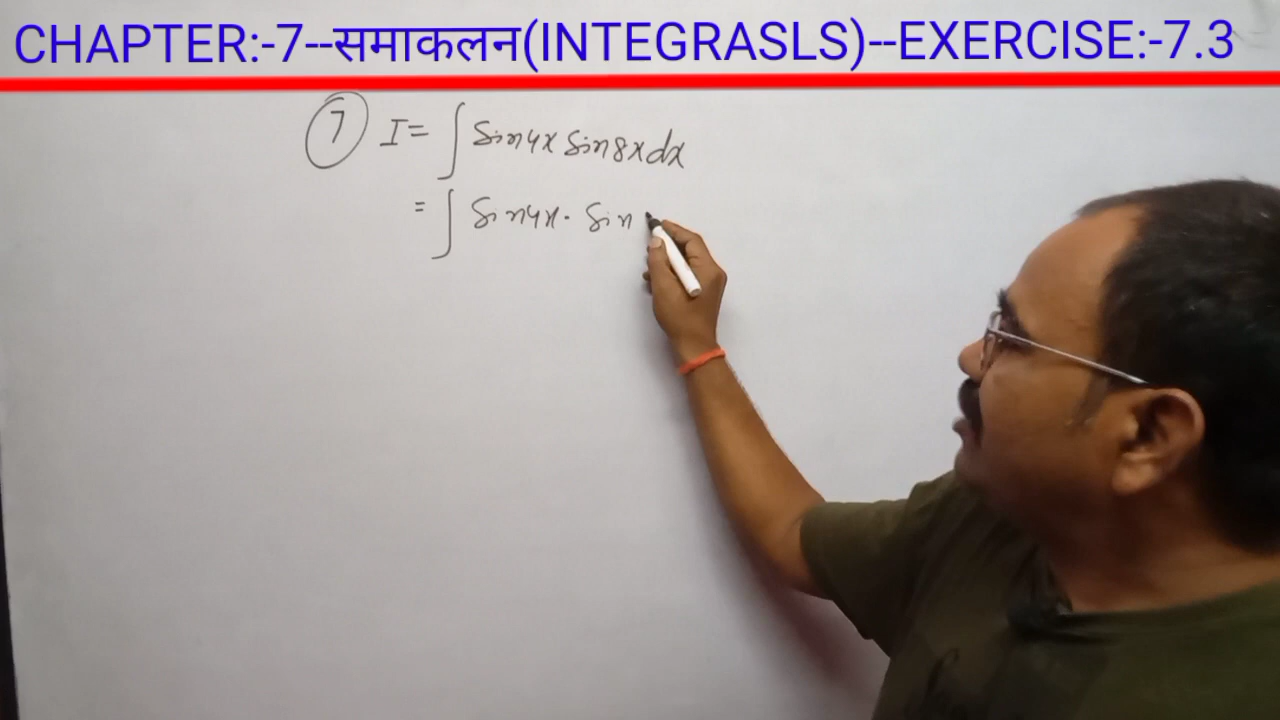 CHAPTER:-7--समाकलन(INTEGRASLS)--EXERCISE:-7.3
7 I= ∫ Sin4x Sin8x dx
= ∫ Sin4x. Sin